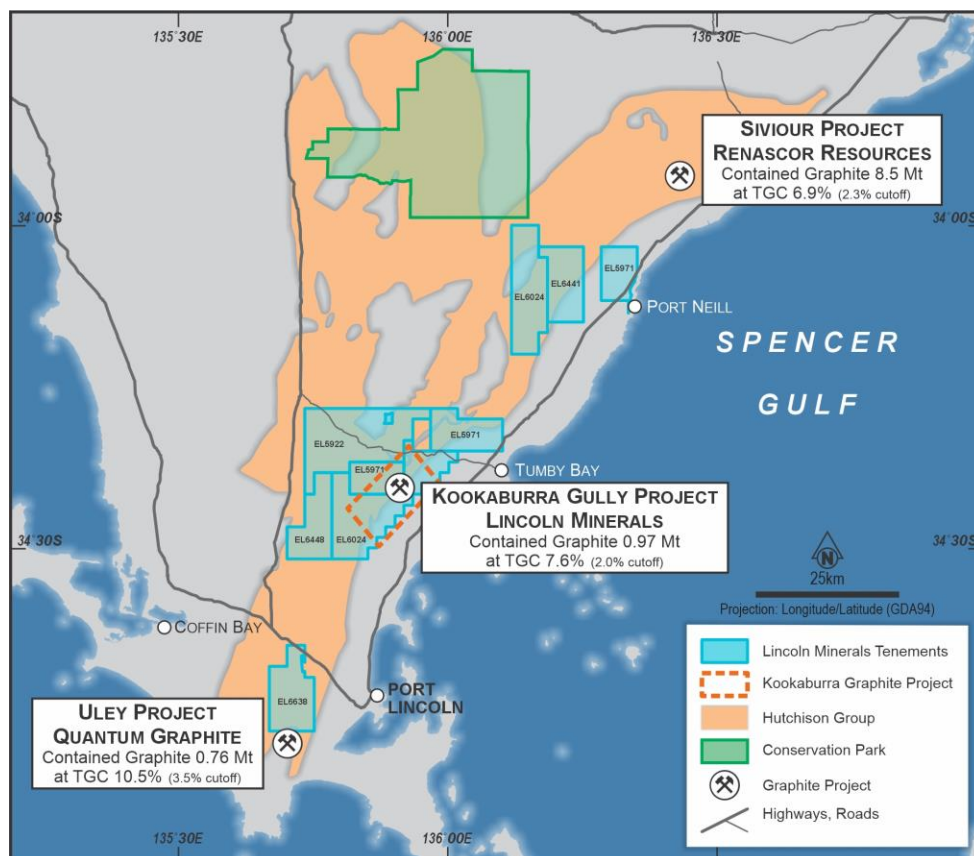 135°30E
136°00E
136°30E
SIVIOUR PROJECT
RENASCOR RESOURCES
Contained Graphite 8.5 Mt
at TGC 6.9% (2.3% cutoff)
34°00S
34°00S
EL6024
EL6441
EL5971
PORT NEILL
SPENCER
GULF
EL5922
EL5971
EL5971
TUMBY BAY
KOOKABURRA GULLY PROJECT
LINCOLN MINERALS
Contained Graphite 0.97 Mt
at TGC 7.6% (2.0% cutoff)
EL6448
EL6024
34°30S
34°30S
N
25km
Projection: Longitude/Latitude (GDA94)
COFFIN BAY
PORT
LINCOLN
EL6638
ULEY PROJECT
QUANTUM GRAPHITE
Contained Graphite 0.76 Mt
at TGC 10.5% (3.5% cutoff)
Lincoln Minerals Tenements
Kookaburra Graphite Project
Hutchison Group
Conservation Park
Graphite Project
Highways, Roads
135°30E
136°00E